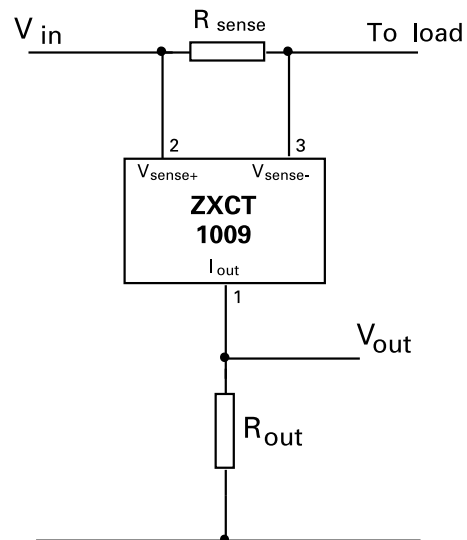 V in
R sense
To load
2
3
Vsense+
Vsense-
ZXCT
1009
Iout
1
Vout
Rout